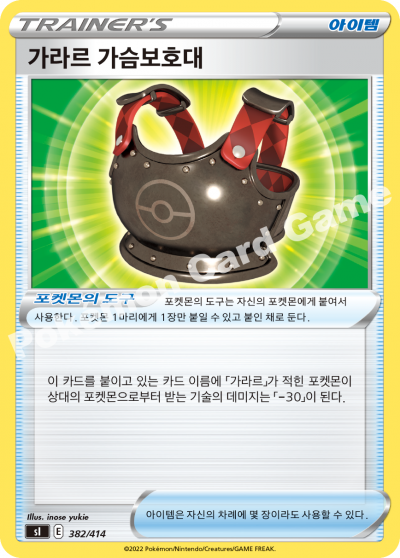 TRAINER'S
아이템
가라르 가슴보호대
포켓몬의 도구 포켓몬의 도구는 자신의 포켓몬에게 붙여서
사용한다. 포켓몬 1마리에게 1장만 붙일 수 있고 붙인 채로 둔다.
이 카드를 붙이고 있는 카드 이름에 「가라르」가 적힌 포켓몬이
상대의 포켓몬으로부터 받는 기술의 데미지는 「-30」이 된다.
Pokémon Card Game
Illus. inose yukie
sI E 382/414
아이템은 자신의 차례에 몇 장이라도 사용할 수 있다.
©2022 Pokémon/Nintendo/Creatures/GAME FREAK.